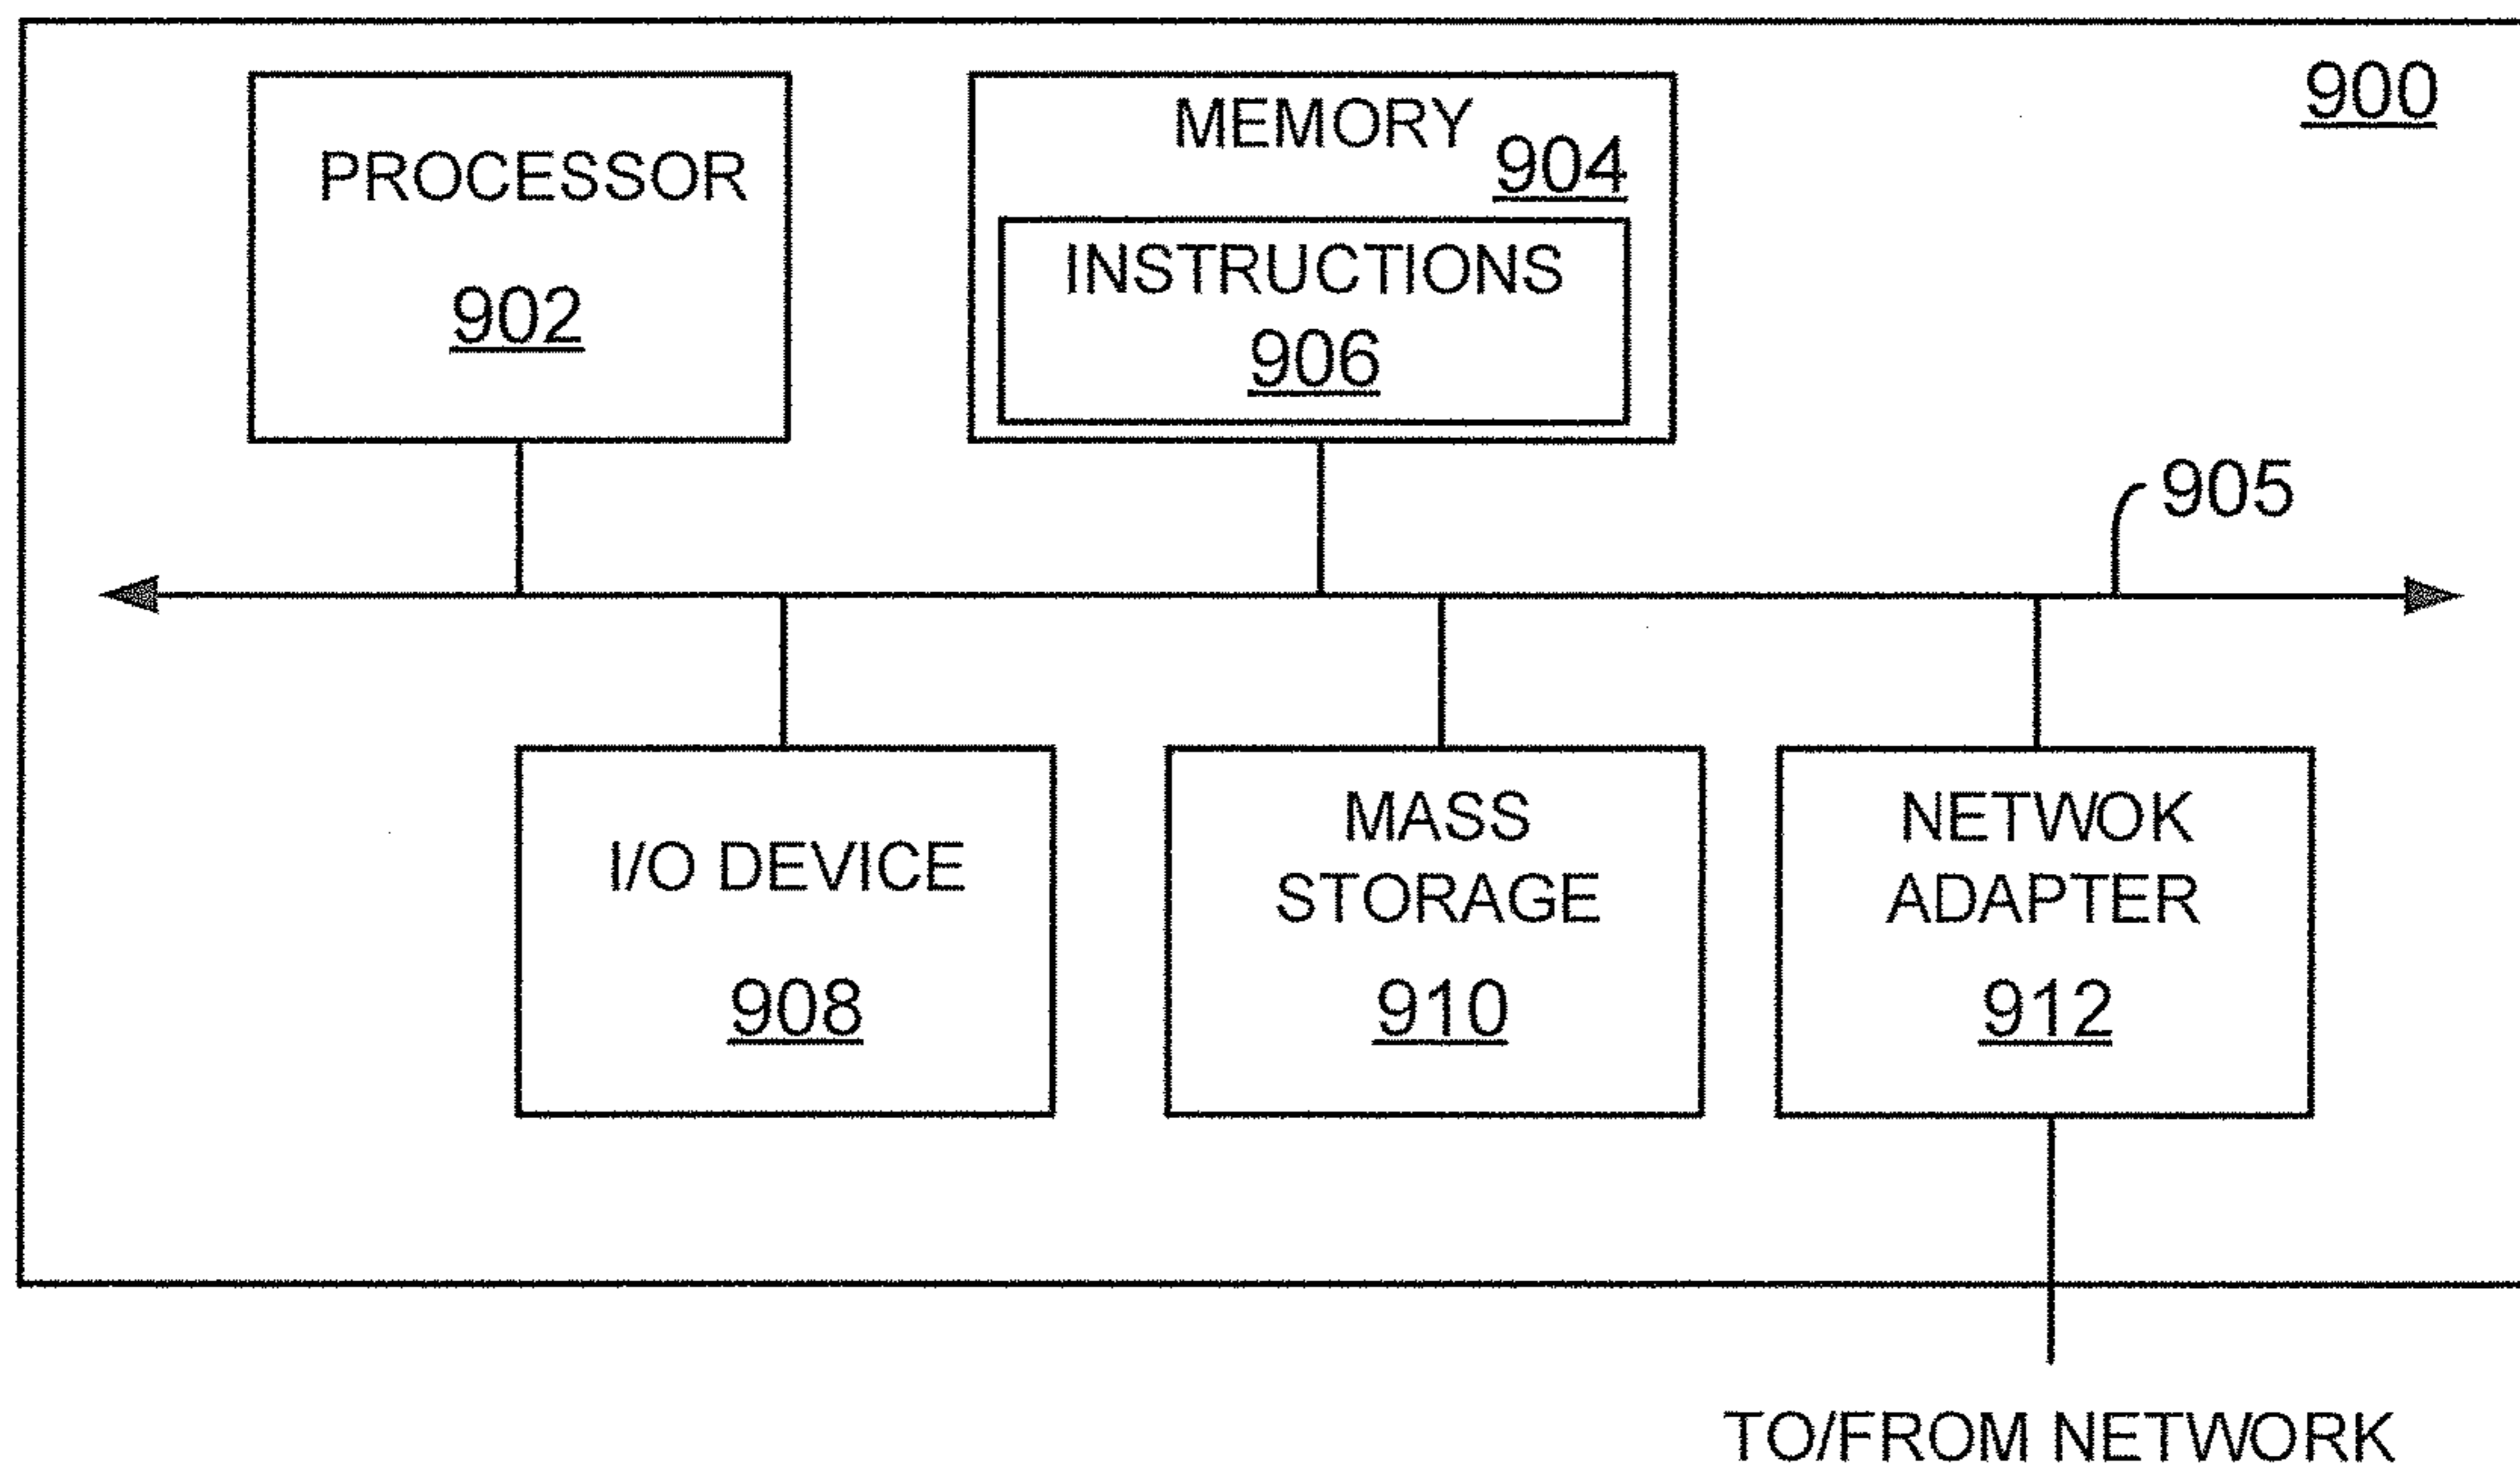 900
PROCESSOR
902
MEMORY
904
INSTRUCTIONS
906
905
I/O DEVICE
908
MASS
STORAGE
910
NETWOK
ADAPTER
912
TO/FROM NETWORK